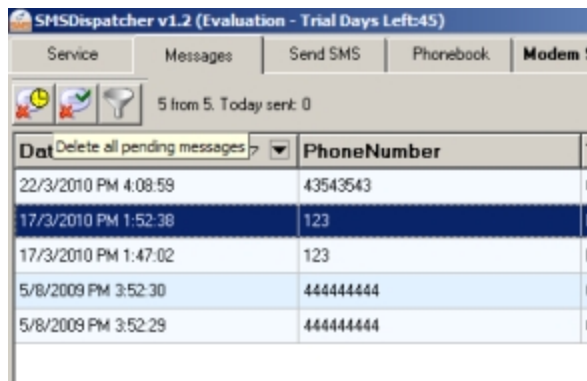 SMSDispatcher v1.2 (Evaluation - Trial Days Left:45)
Service Messages Send SMS Phonebook Modem
5 from 5. Today sent: 0
Delete all pending messages
PhoneNumber
22/3/2010 PM 4:08:59 43543543
17/3/2010 PM 1:52:38 123
17/3/2010 PM 1:47:02 123
5/8/2009 PM 3:52:30 444444444
5/8/2009 PM 3:52:29 444444444